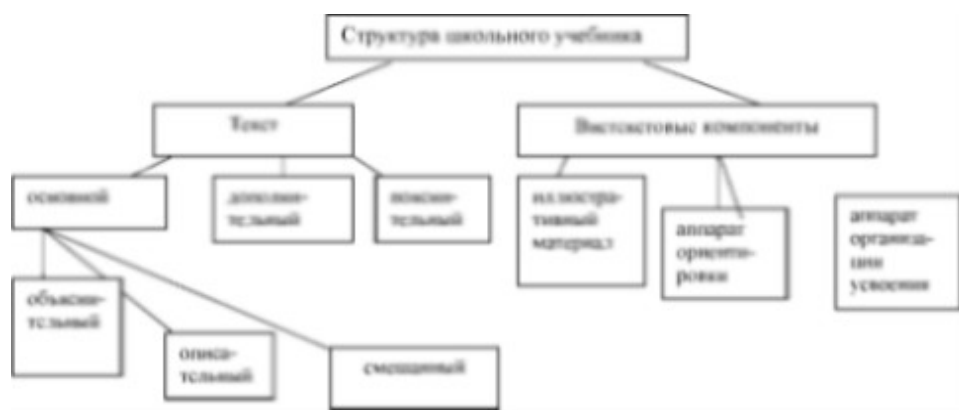 Структура школьного учебника
Текст
Внетекстовые компоненты
основной
дополни-
тельный
поясни-
тельный
иллюстра-
тивный
материал
аппарат
ориенти-
ровки
аппарат
организа-
ции
усвоения
объясни-
тельный
описа-
тельный
смешанный